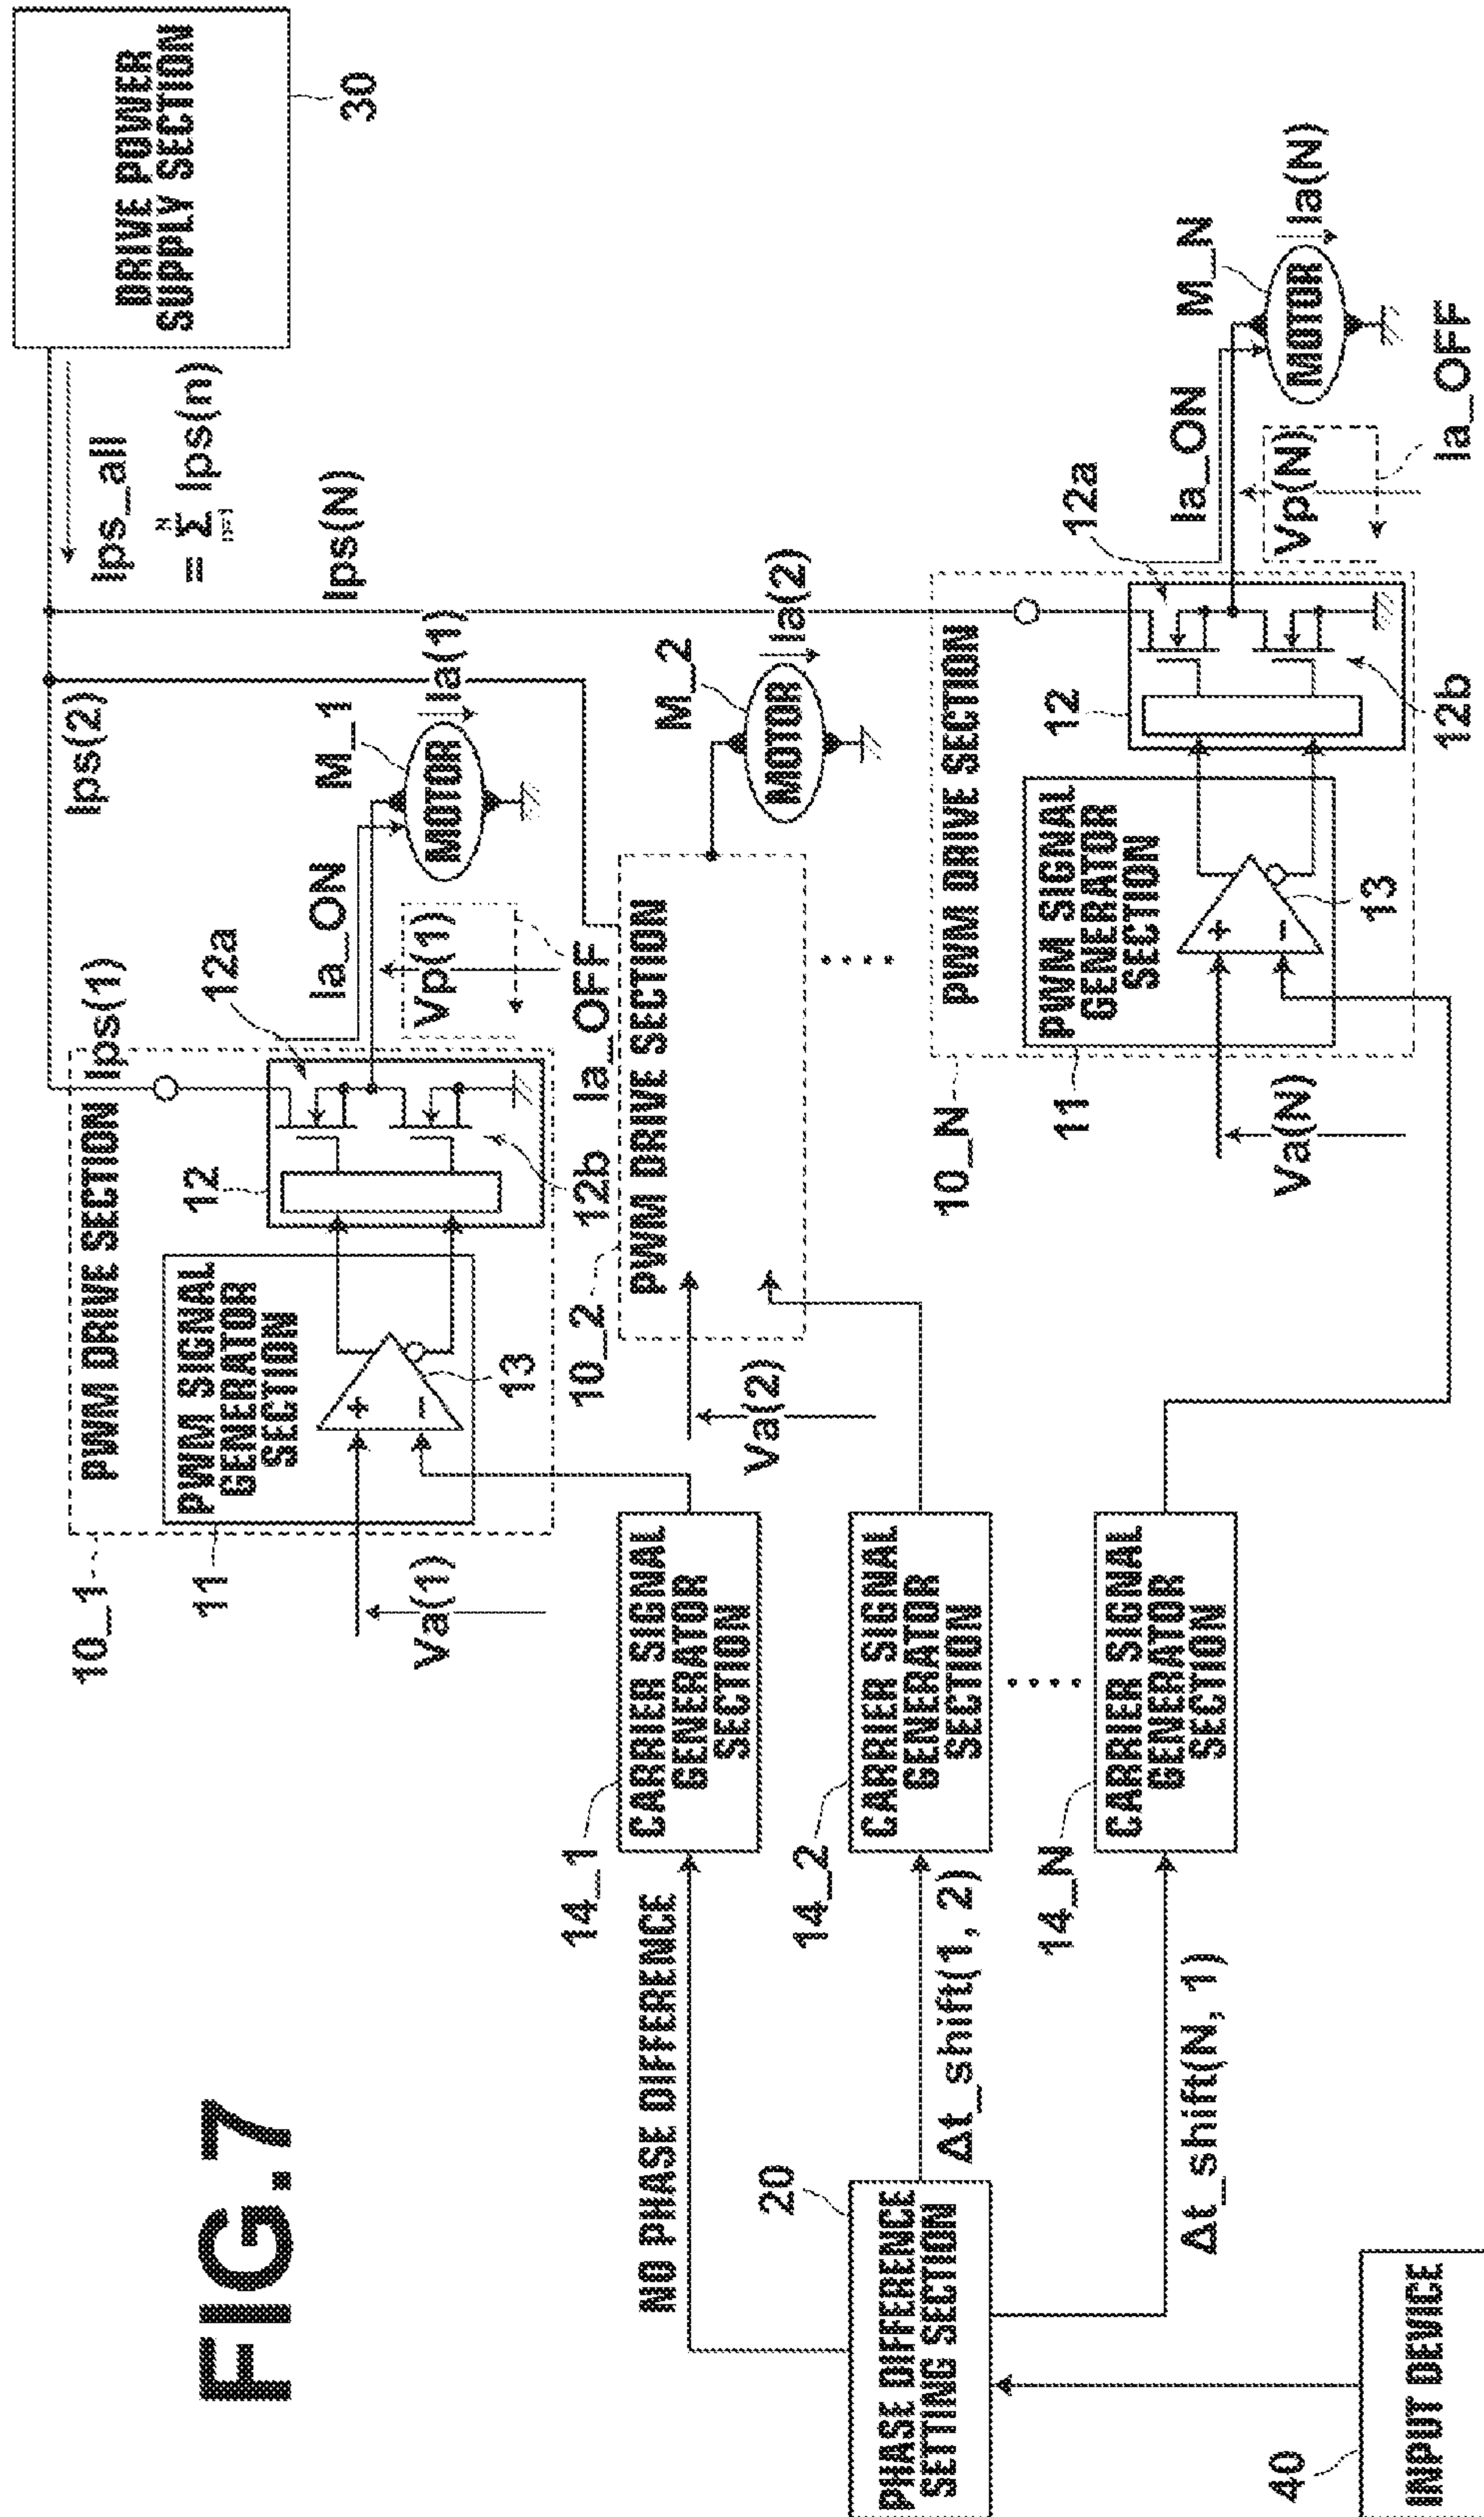 FIG.7
DRIVE POWER
SUPPLY SECTION
30
Ips_all
= Σ Ips(n)
N
n=1
Ips(1)
Ips(2)
Ips(N)
10_1
PWM DRIVE SECTION
11
PWM SIGNAL
GENERATOR
SECTION
+
−
13
12
12a
12b
Va(1)
Ia_ON
Vp(1)
Ia_OFF
M_1
MOTOR
Ia(1)
10_2
PWM DRIVE SECTION
Va(2)
M_2
MOTOR
Ia(2)
10_N
PWM DRIVE SECTION
11
PWM SIGNAL
GENERATOR
SECTION
+
−
13
12
12a
12b
Va(N)
Ia_ON
Vp(N)
Ia_OFF
M_N
MOTOR
Ia(N)
14_1
CARRIER SIGNAL
GENERATOR
SECTION
14_2
CARRIER SIGNAL
GENERATOR
SECTION
14_N
CARRIER SIGNAL
GENERATOR
SECTION
NO PHASE DIFFERENCE
Δt_shift(1, 2)
Δt_shift(N, 1)
20
PHASE DIFFERENCE
SETTING SECTION
40
INPUT DEVICE